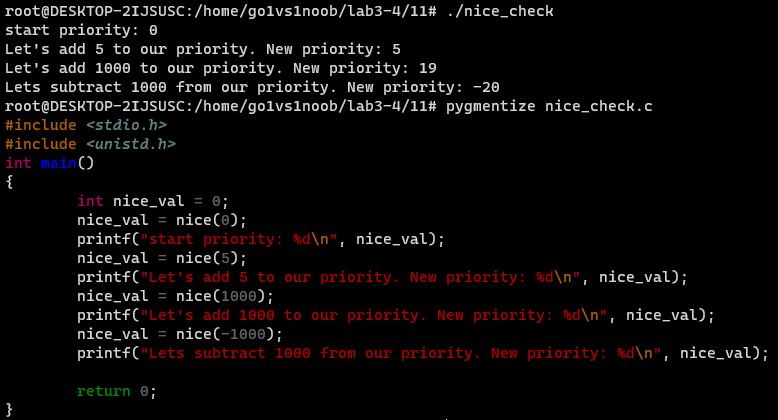 root@DESKTOP-2IJSUSC:/home/go1vs1noob/lab3-4/11# ./nice_check
start priority: 0
Let's add 5 to our priority. New priority: 5
Let's add 1000 to our priority. New priority: 19
Lets subtract 1000 from our priority. New priority: -20
root@DESKTOP-2IJSUSC:/home/go1vs1noob/lab3-4/11# pygmentize nice_check.c
#include <stdio.h>
#include <unistd.h>
int main()
{
        int nice_val = 0;
        nice_val = nice(0);
        printf("start priority: %d\n", nice_val);
        nice_val = nice(5);
        printf("Let's add 5 to our priority. New priority: %d\n", nice_val);
        nice_val = nice(1000);
        printf("Let's add 1000 to our priority. New priority: %d\n", nice_val);
        nice_val = nice(-1000);
        printf("Lets subtract 1000 from our priority. New priority: %d\n", nice_val);

        return 0;
}